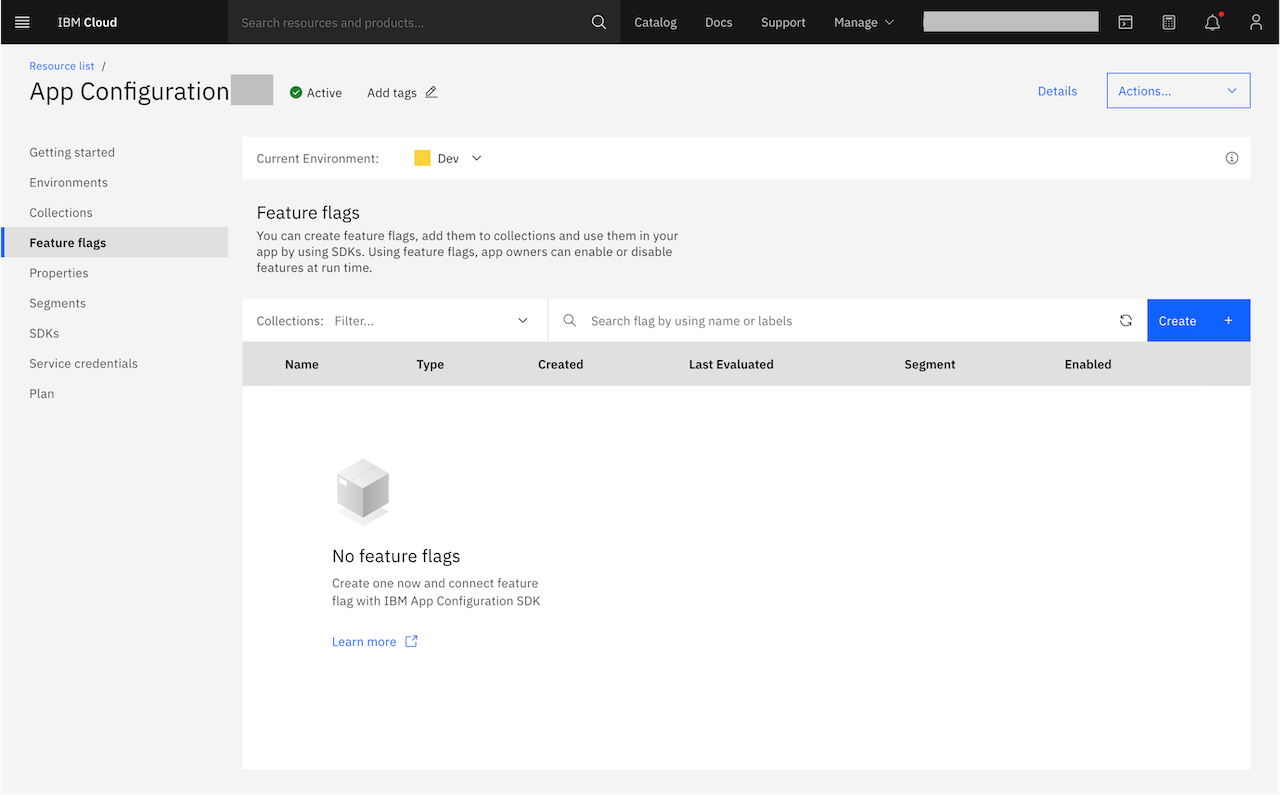 IBM Cloud
Search resources and products...
Catalog
Docs
Support
Manage
Resource list /
App Configuration
Active
Add tags
Details
Actions...
Getting started
Environments
Collections
Feature flags
Properties
Segments
SDKs
Service credentials
Plan
Current Environment:
Dev
Feature flags
You can create feature flags, add them to collections and use them in your
app by using SDKs. Using feature flags, app owners can enable or disable
features at run time.
Collections: Filter...
Search flag by using name or labels
Create +
Name
Type
Created
Last Evaluated
Segment
Enabled
No feature flags
Create one now and connect feature
flag with IBM App Configuration SDK
Learn more